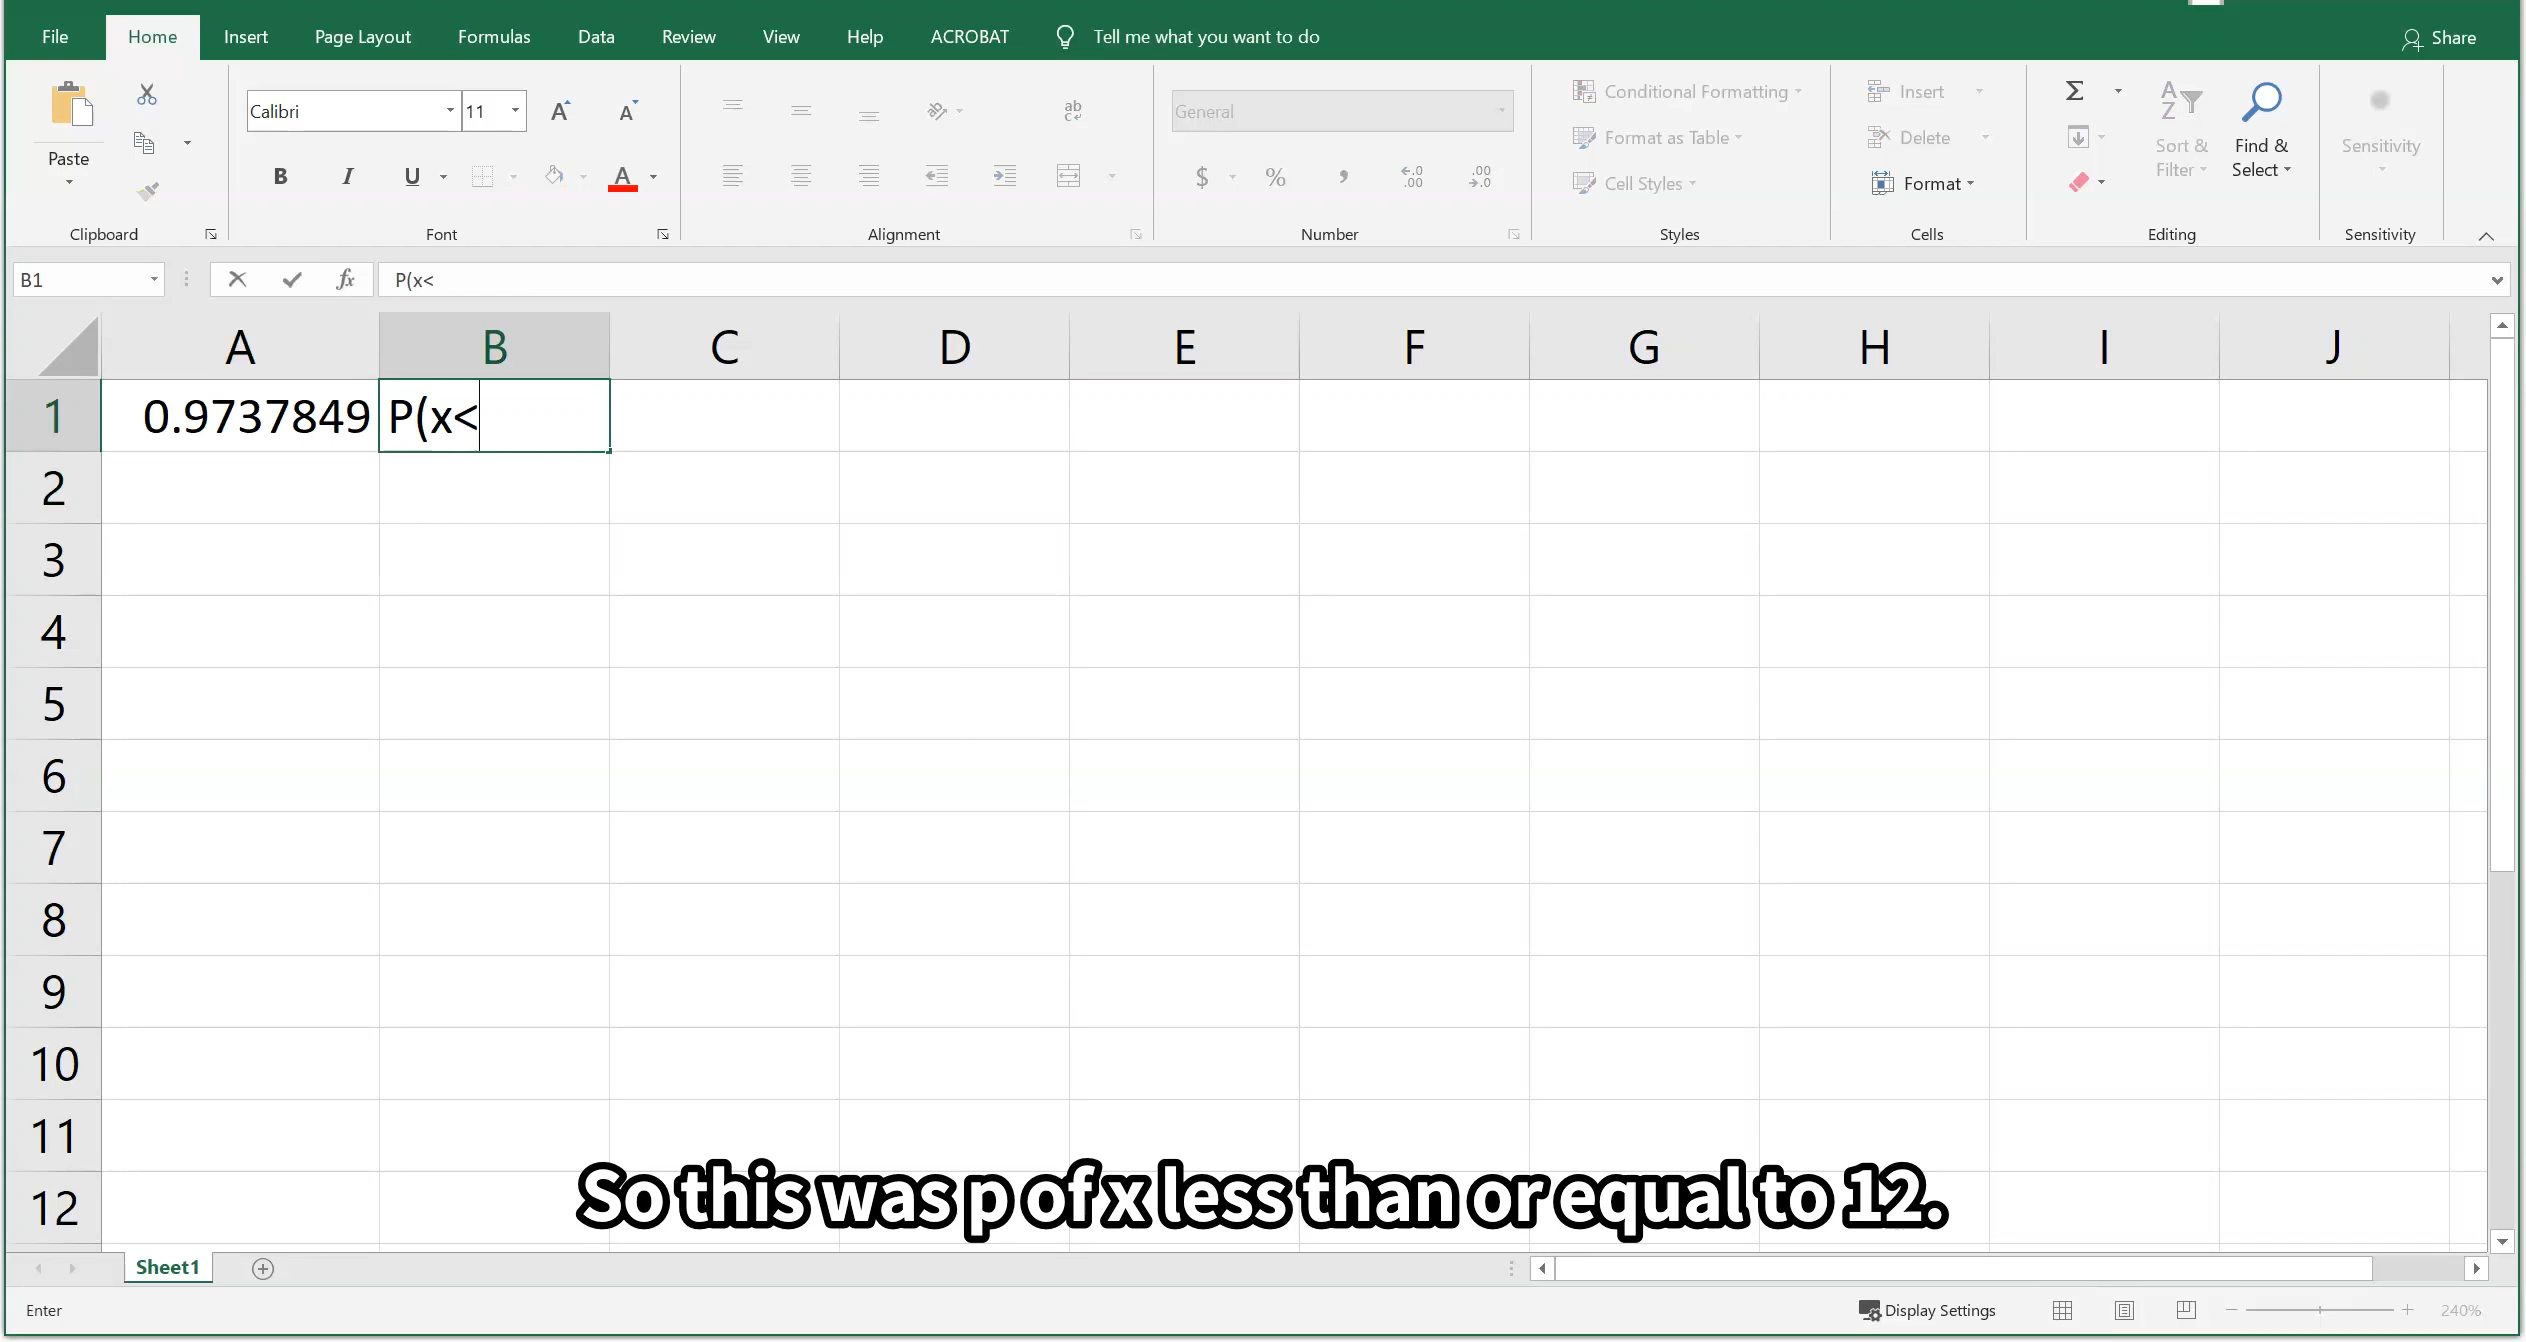 File Home Insert Page Layout Formulas Data Review View Help ACROBAT Tell me what you want to do Share
Paste
Calibri 11
B I U A
ab
General
$ % , .00 .00
Conditional Formatting
Format as Table
Cell Styles
Insert
Delete
Format
Σ
Sort & Filter
Find & Select
Sensitivity
Clipboard Font Alignment Number Styles Cells Editing Sensitivity
B1 fx P(x<
A B C D E F G H I J
1 0.9737849 P(x<
2
3
4
5
6
7
8
9
10
11
12
So this was p of x less than or equal to 12.
Sheet1
Enter Display Settings 240%